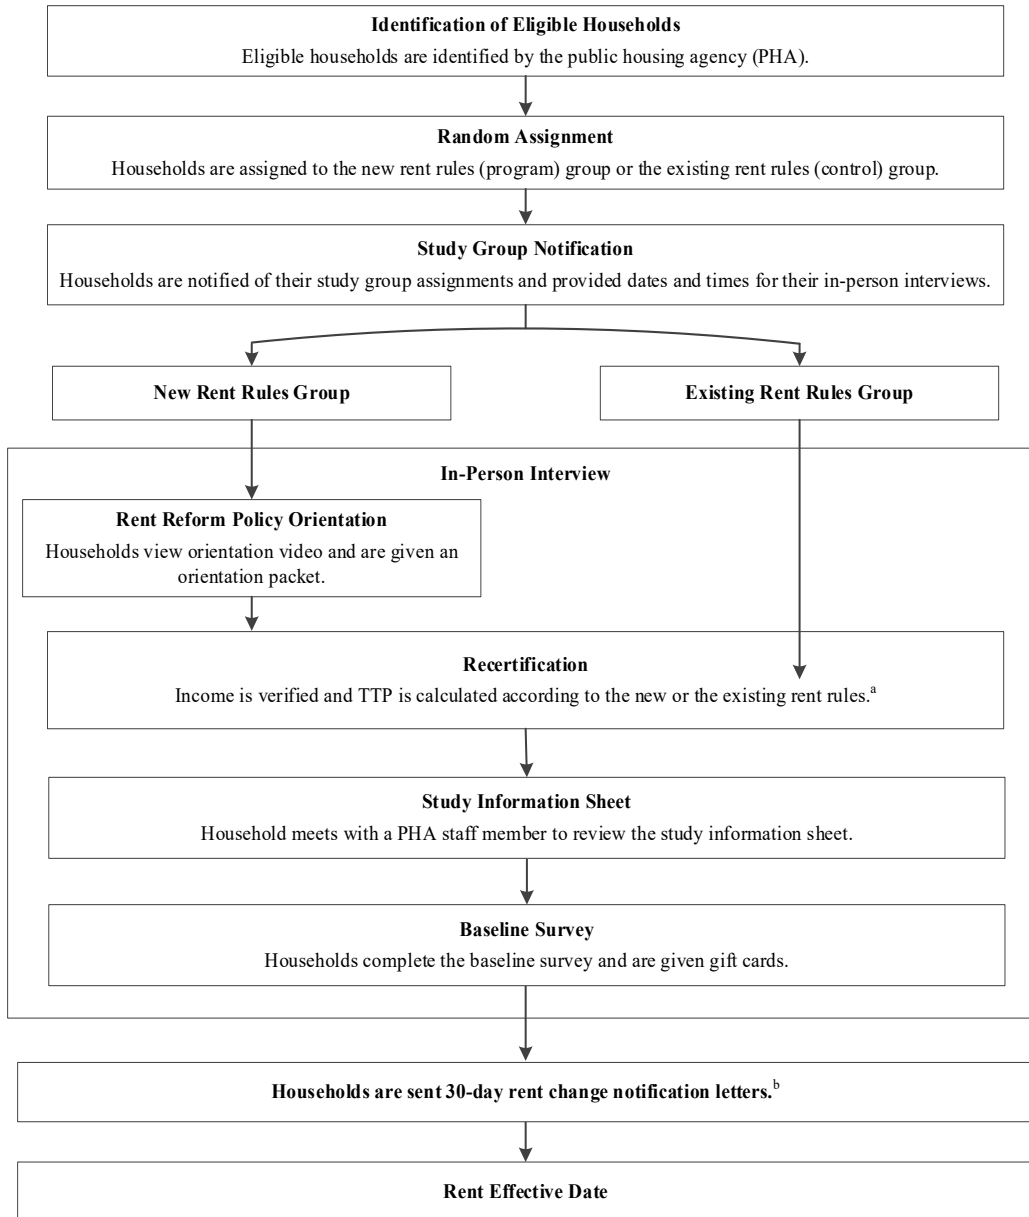 Identification of Eligible Households
Eligible households are identified by the public housing agency (PHA).
Random Assignment
Households are assigned to the new rent rules (program) group or the existing rent rules (control) group.
Study Group Notification
Households are notified of their study group assignments and provided dates and times for their in-person interviews.
New Rent Rules Group
Existing Rent Rules Group
In-Person Interview
Rent Reform Policy Orientation
Households view orientation video and are given an
orientation packet.
Recertification
Income is verified and TTP is calculated according to the new or the existing rent rules.a
Study Information Sheet
Household meets with a PHA staff member to review the study information sheet.
Baseline Survey
Households complete the baseline survey and are given gift cards.
Households are sent 30-day rent change notification letters.b
Rent Effective Date